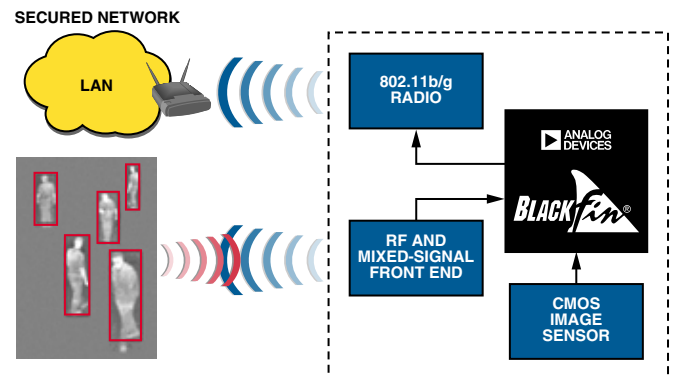 SECURED NETWORK
LAN
802.11b/g
RADIO
ANALOG
DEVICES
BLACKfin®
RF AND
MIXED-SIGNAL
FRONT END
CMOS
IMAGE
SENSOR